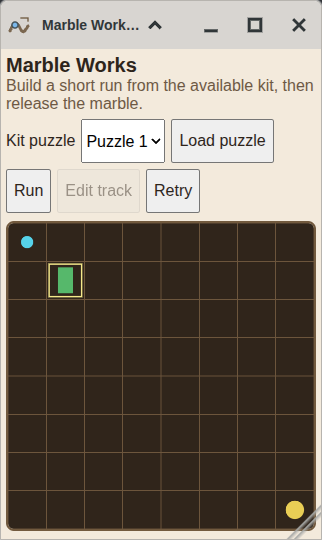 Marble Work...
Marble Works
Build a short run from the available kit, then
release the marble.
Kit puzzle Puzzle 1 Load puzzle
Run Edit track Retry